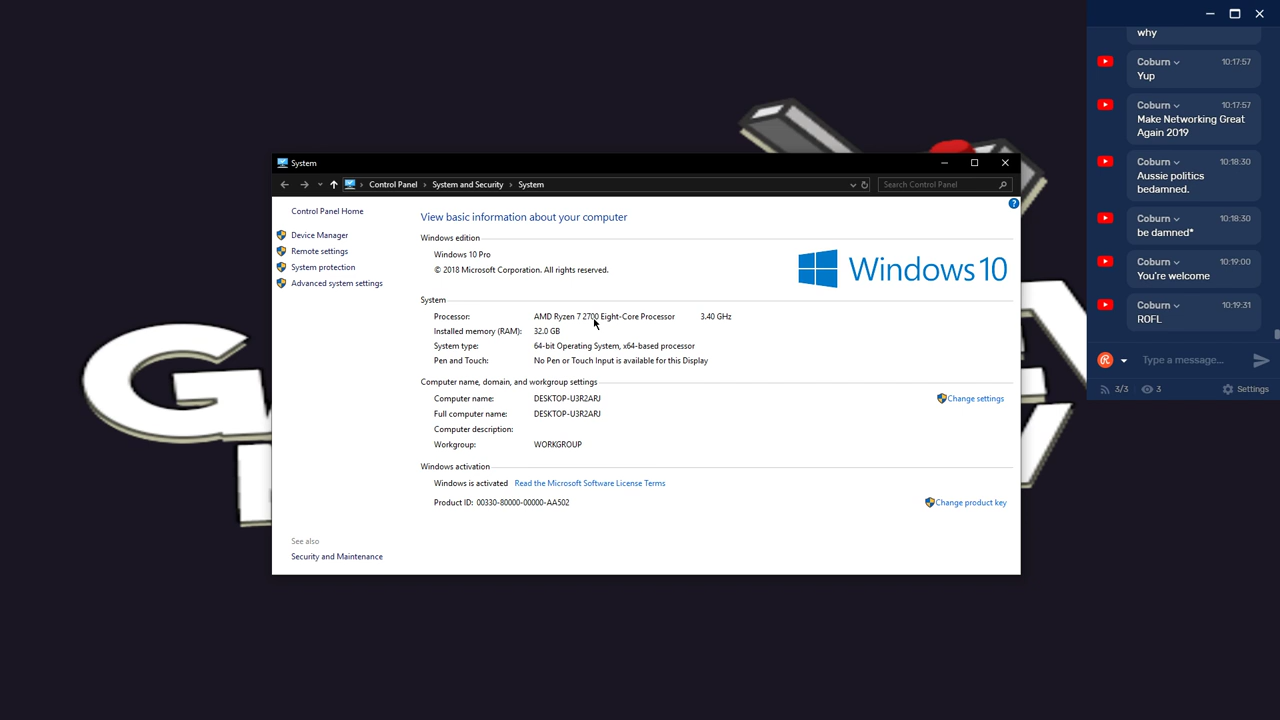 System
Control Panel
System and Security
System
Search Control Panel
Control Panel Home
Device Manager
Remote settings
System protection
Advanced system settings
See also
Security and Maintenance
View basic information about your computer
Windows edition
Windows 10 Pro
© 2018 Microsoft Corporation. All rights reserved.
Windows 10
System
Processor: AMD Ryzen 7 2700 Eight-Core Processor 3.40 GHz
Installed memory (RAM): 32.0 GB
System type: 64-bit Operating System, x64-based processor
Pen and Touch: No Pen or Touch Input is available for this Display
Computer name, domain, and workgroup settings
Computer name: DESKTOP-U3R2ARJ
Change settings
Full computer name: DESKTOP-U3R2ARJ
Computer description:
Workgroup: WORKGROUP
Windows activation
Windows is activated Read the Microsoft Software License Terms
Product ID: 00330-80000-00000-AA502
Change product key
why
Coburn 10:17:57
Yup
Coburn 10:17:57
Make Networking Great
Again 2019
Coburn 10:18:30
Aussie politics
bedamned.
Coburn 10:18:30
be damned*
Coburn 10:19:00
You're welcome
Coburn 10:19:31
ROFL
Type a message...
3/3 3 Settings